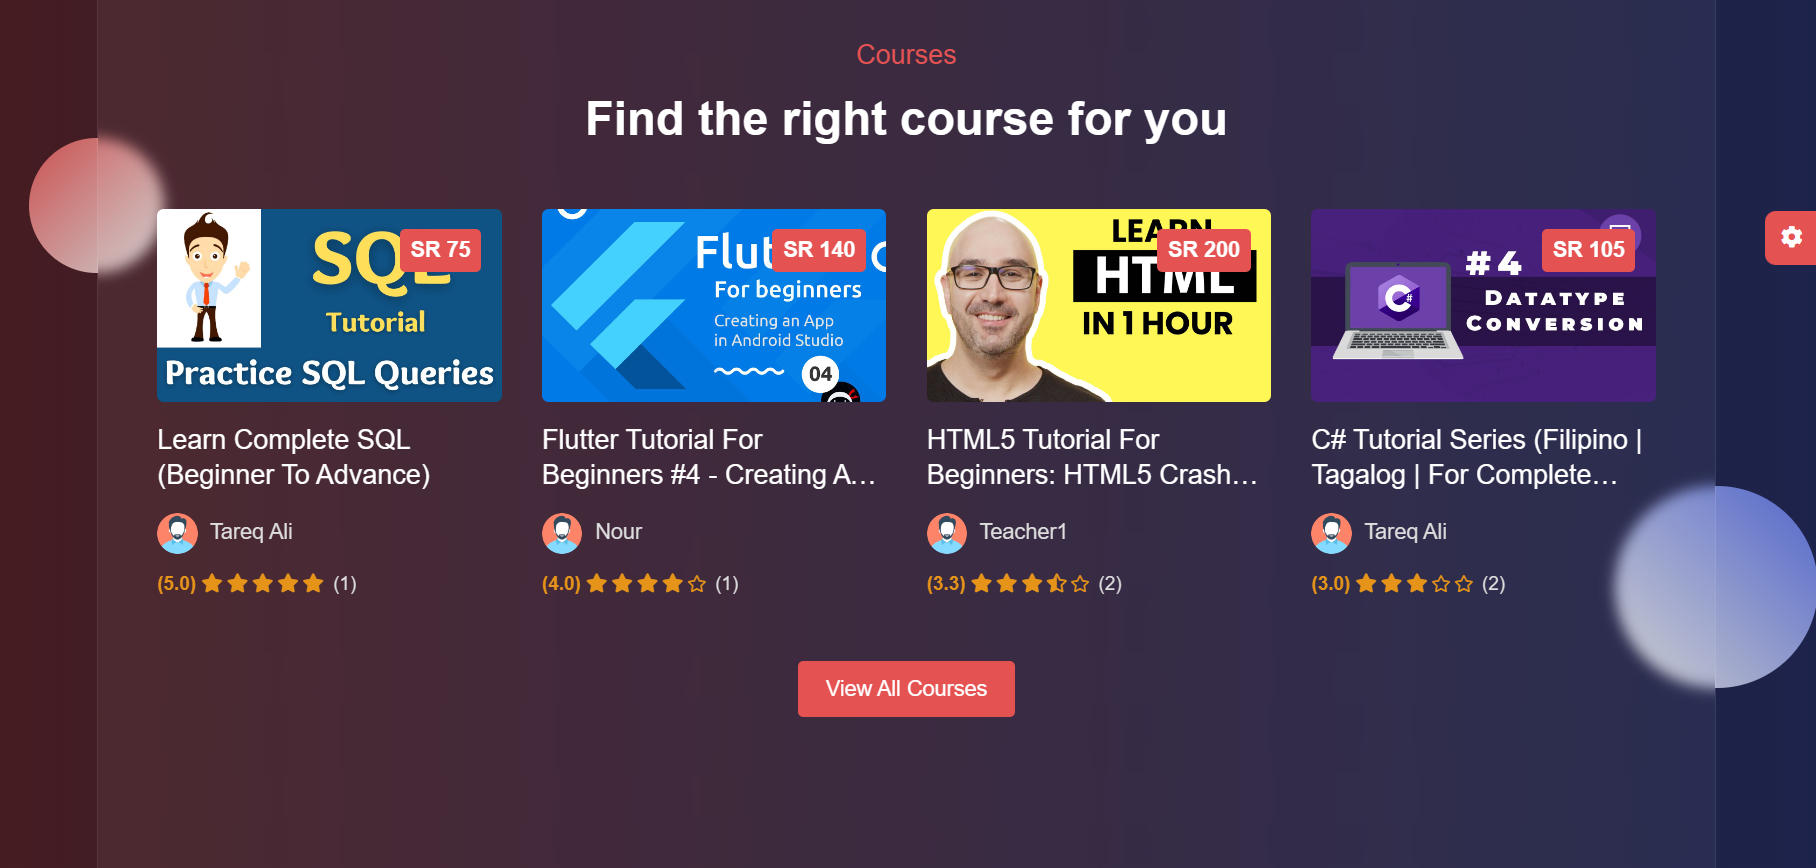 Courses
Find the right course for you
SQL
SR 75
Tutorial
Practice SQL Queries
SR 140
For beginners
Creating an App
in Android Studio
04
LEARN
SR 200
HTML
IN 1 HOUR
SR 105
#4
C#
DATATYPE
CONVERSION
Learn Complete SQL
(Beginner To Advance)
Tareq Ali
(5.0) (1)
Flutter Tutorial For
Beginners #4 - Creating A...
Nour
(4.0) (1)
HTML5 Tutorial For
Beginners: HTML5 Crash...
Teacher1
(3.3) (2)
C# Tutorial Series (Filipino |
Tagalog | For Complete...
Tareq Ali
(3.0) (2)
View All Courses